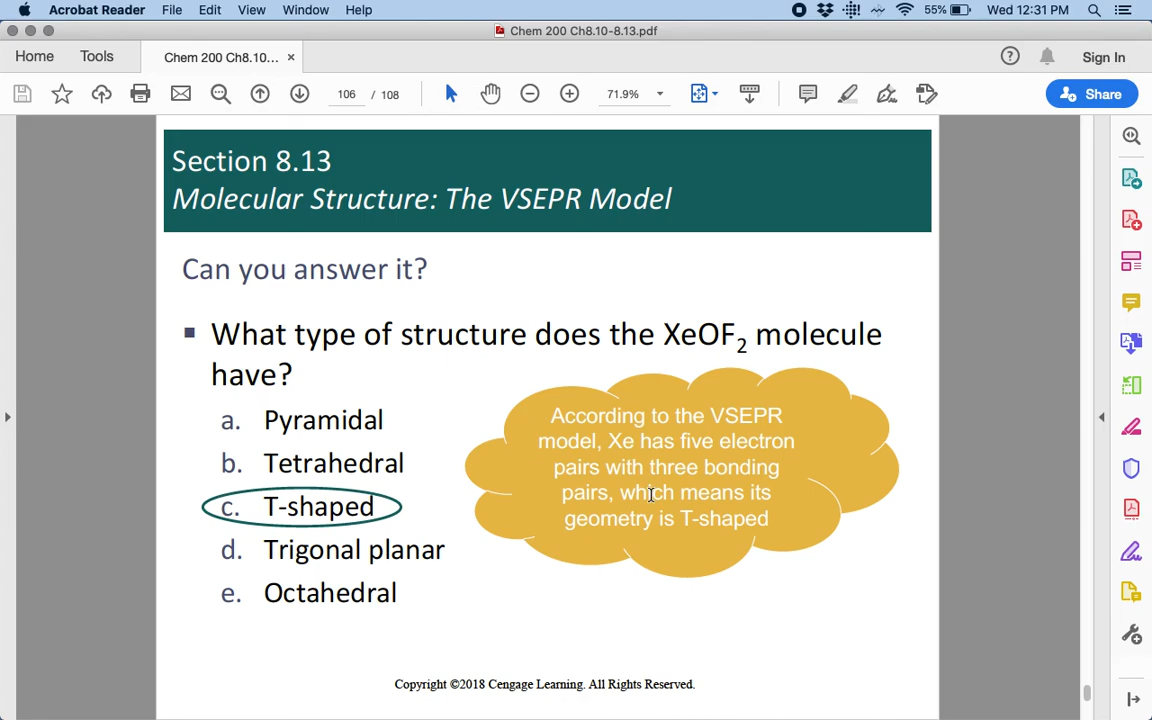 Acrobat Reader File Edit View Window Help 55% Wed 12:31 PM
Chem 200 Ch8.10-8.13.pdf
Home Tools Chem 200 Ch8.10... × Sign In
106 / 108 71.9% Share
Section 8.13
Molecular Structure: The VSEPR Model
Can you answer it?
▪ What type of structure does the XeOF₂ molecule
have?
a. Pyramidal
b. Tetrahedral
c. T-shaped
d. Trigonal planar
e. Octahedral
According to the VSEPR
model, Xe has five electron
pairs with three bonding
pairs, which means its
geometry is T-shaped
Copyright ©2018 Cengage Learning. All Rights Reserved.